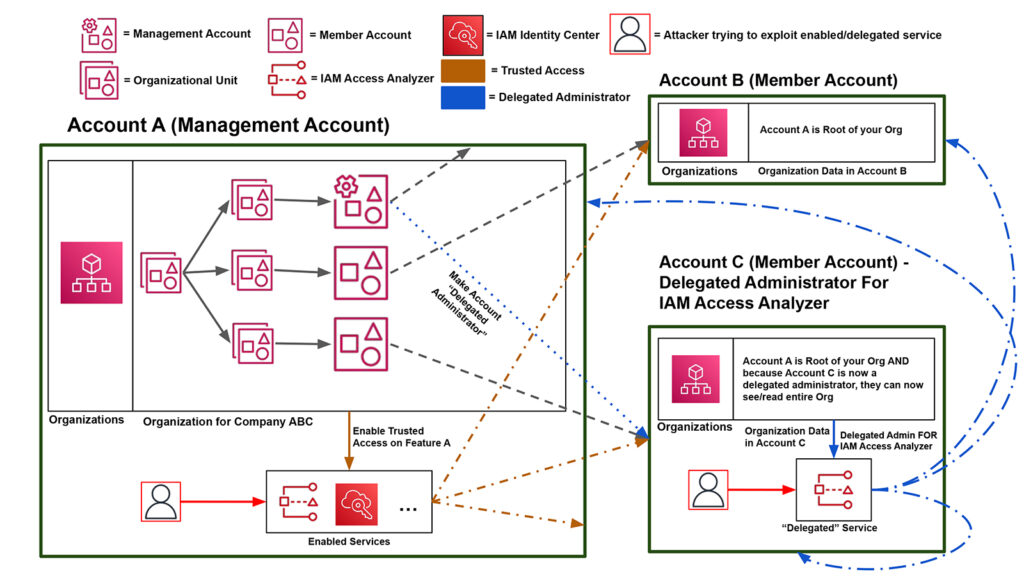 = Management Account
= Member Account
= IAM Identity Center
= Attacker trying to exploit enabled/delegated service
= Organizational Unit
= IAM Access Analyzer
= Trusted Access
= Delegated Administrator
Account A (Management Account)
Organizations
Organization for Company ABC
Make Account
“Delegated
Administrator”
Enable Trusted
Access on Feature A
...
Enabled Services
Account B (Member Account)
Account A is Root of your Org
Organizations
Organization Data in Account B
Account C (Member Account) -
Delegated Administrator For
IAM Access Analyzer
Account A is Root of your Org AND
because Account C is now a
delegated administrator, they can now
see/read entire Org
Organizations
Organization Data
in Account C
Delegated Admin FOR
IAM Access Analyzer
“Delegated” Service